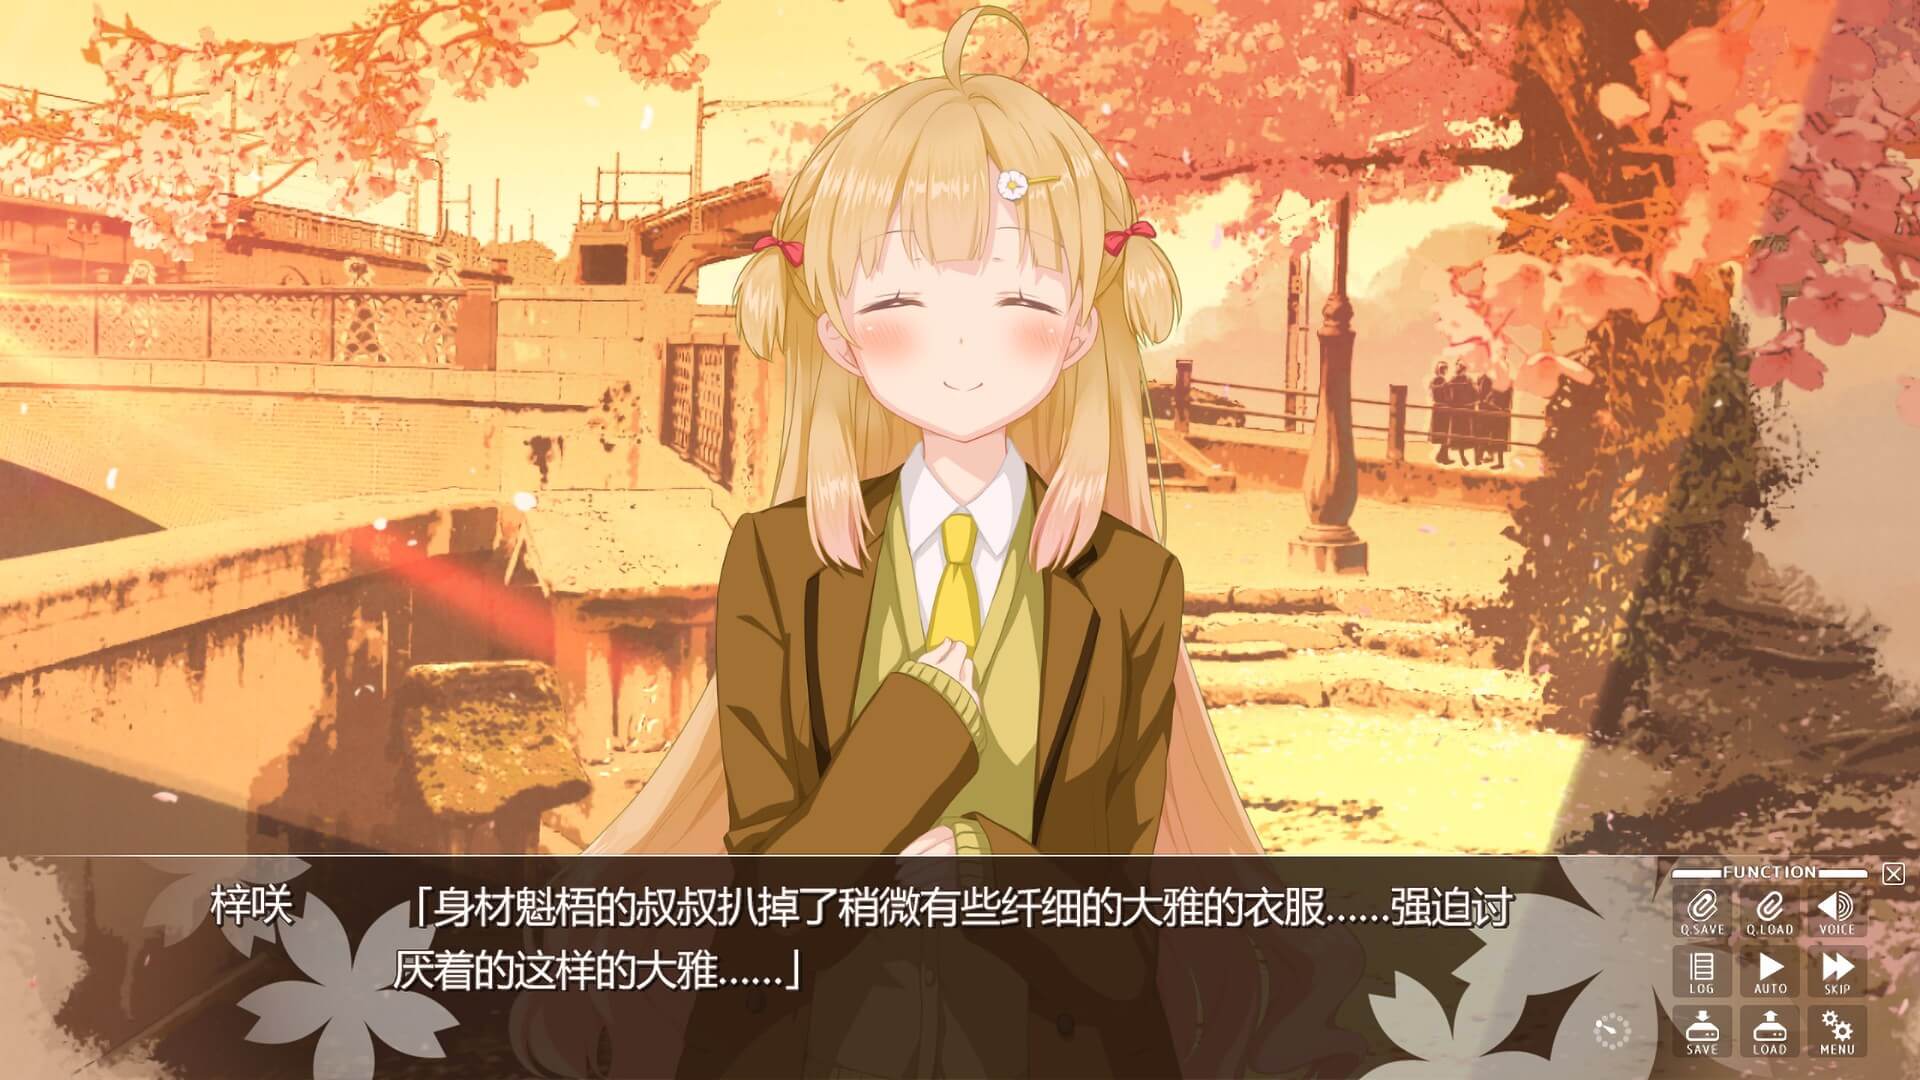 梓咲
「身材魁梧的叔叔扒掉了稍微有些纤细的大雅的衣服……强迫讨
厌着的这样的大雅……」
FUNCTION
Q.SAVE
Q.LOAD
VOICE
LOG
AUTO
SKIP
SAVE
LOAD
MENU